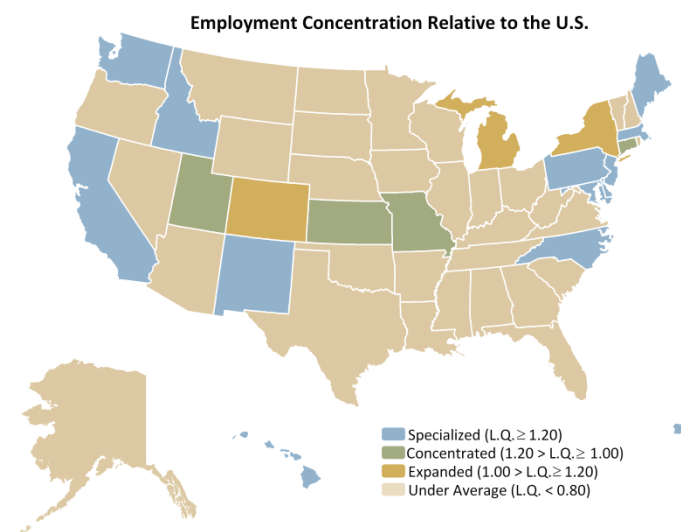 Employment Concentration Relative to the U.S.
Specialized (L.Q.≥ 1.20)
Concentrated (1.20 > L.Q.≥ 1.00)
Expanded (1.00 > L.Q.≥ 1.20)
Under Average (L.Q. < 0.80)